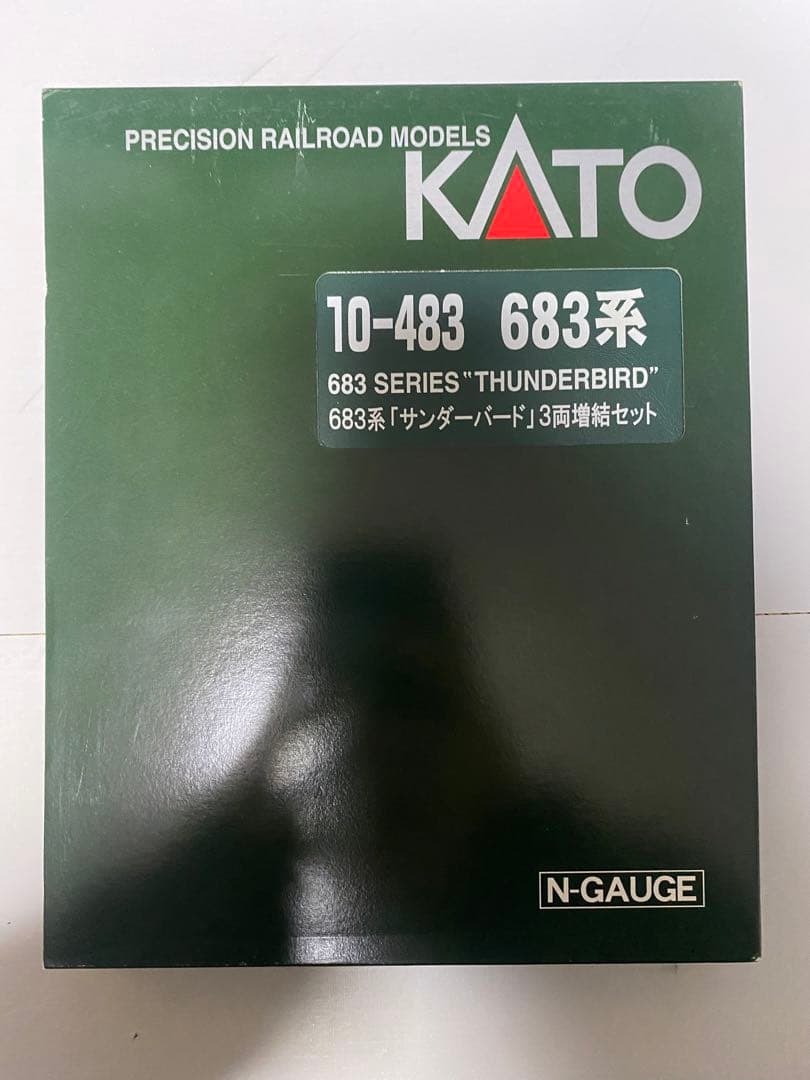 PRECISION RAILROAD MODELS
KATO
10-483 683系
683 SERIES "THUNDERBIRD"
683系「サンダーバード」3両増結セット
N-GAUGE